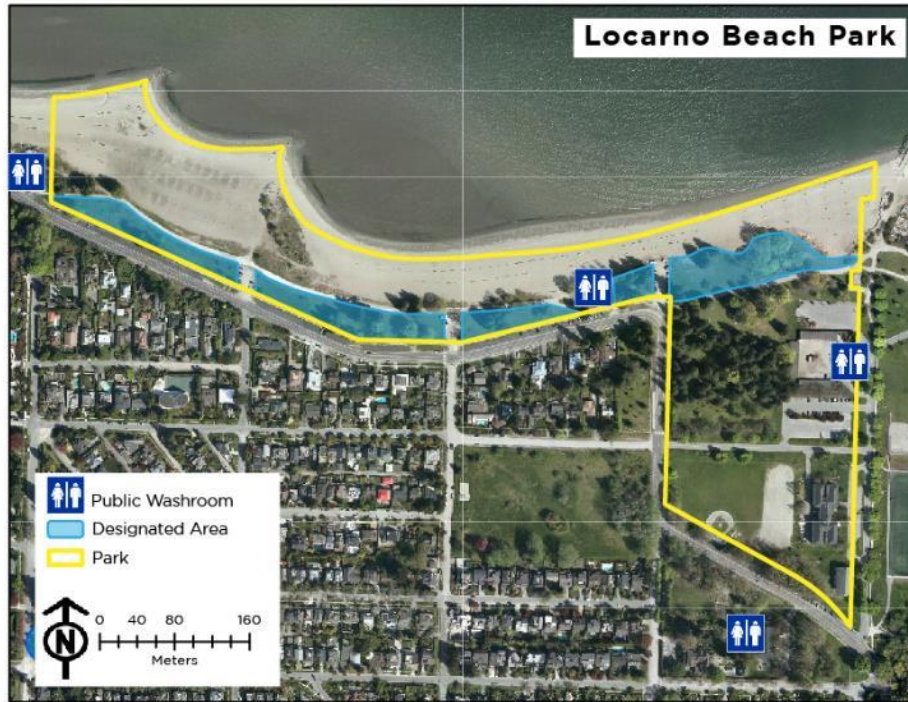 Locarno Beach Park
Public Washroom
Designated Area
Park
N
0 40 80 160
Meters